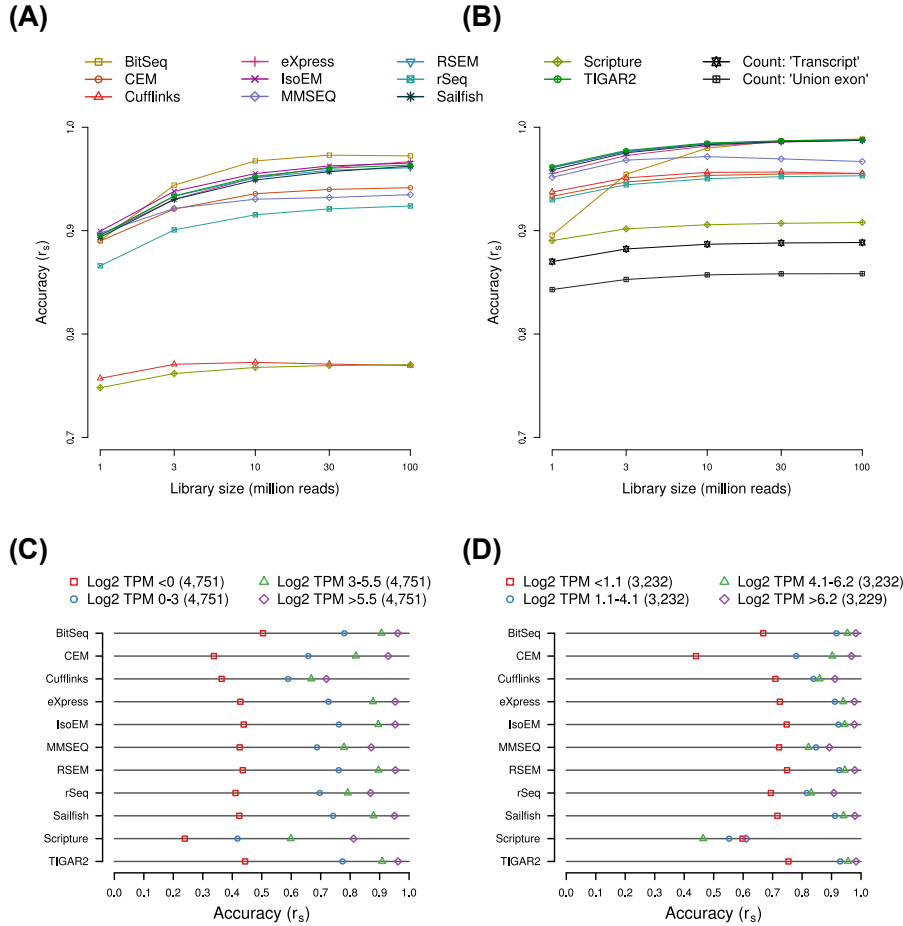 (A)
(B)
BitSeq
CEM
Cufflinks
eXpress
IsoEM
MMSEQ
RSEM
rSeq
Sailfish
Scripture
TIGAR2
Count: 'Transcript'
Count: 'Union exon'
1.0
0.9
0.8
0.7
Accuracy (rs)
1 3 10 30 100
Library size (million reads)
1.0
0.9
0.8
0.7
Accuracy (rs)
1 3 10 30 100
Library size (million reads)
(C)
(D)
Log2 TPM <0 (4,751)
Log2 TPM 0-3 (4,751)
Log2 TPM 3-5.5 (4,751)
Log2 TPM >5.5 (4,751)
Log2 TPM <1.1 (3,232)
Log2 TPM 1.1-4.1 (3,232)
Log2 TPM 4.1-6.2 (3,232)
Log2 TPM >6.2 (3,229)
BitSeq
CEM
Cufflinks
eXpress
IsoEM
MMSEQ
RSEM
rSeq
Sailfish
Scripture
TIGAR2
0.0 0.1 0.2 0.3 0.4 0.5 0.6 0.7 0.8 0.9 1.0
Accuracy (rs)
BitSeq
CEM
Cufflinks
eXpress
IsoEM
MMSEQ
RSEM
rSeq
Sailfish
Scripture
TIGAR2
0.0 0.1 0.2 0.3 0.4 0.5 0.6 0.7 0.8 0.9 1.0
Accuracy (rs)